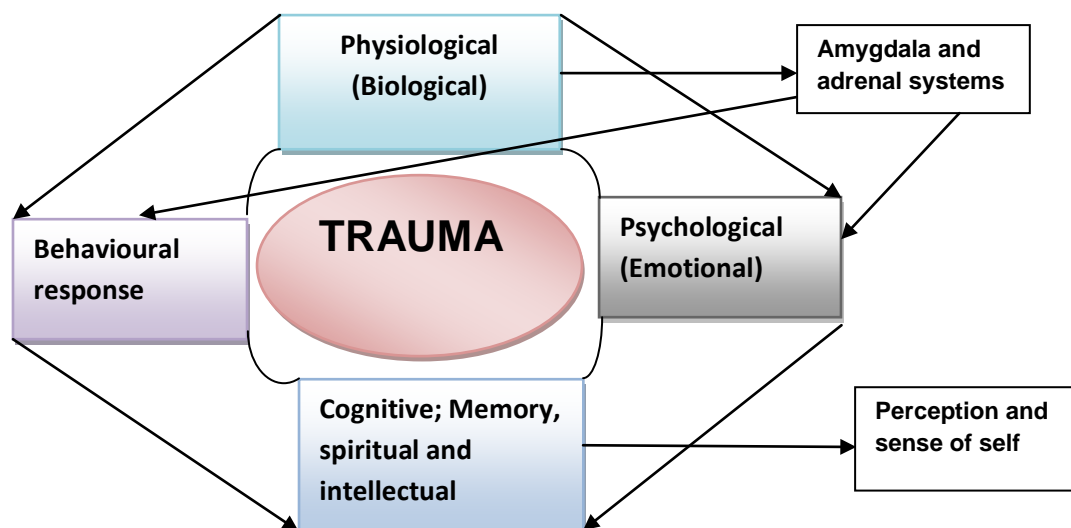 Physiological
(Biological)
Amygdala and
adrenal systems
TRAUMA
Behavioural
response
Psychological
(Emotional)
Cognitive; Memory,
spiritual and
intellectual
Perception and
sense of self